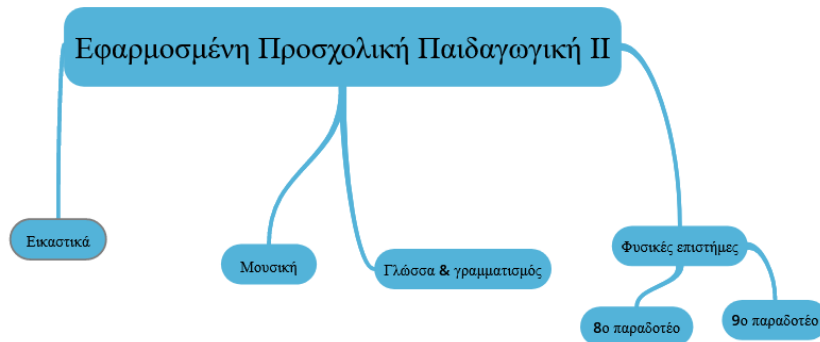 Εφαρμοσμένη Προσχολική Παιδαγωγική ΙΙ
Εικαστικά
Μουσική
Γλώσσα & γραμματισμός
Φυσικές επιστήμες
8ο παραδοτέο
9ο παραδοτέο